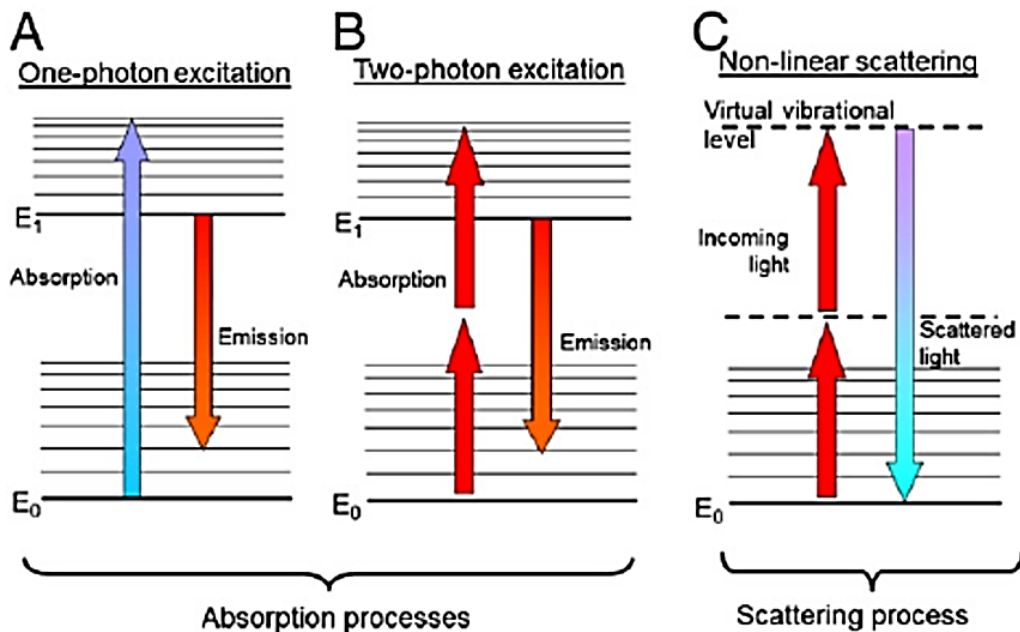 A
One-photon excitation
E1
Absorption
Emission
E0
B
Two-photon excitation
E1
Absorption
Emission
E0
Absorption processes
C
Non-linear scattering
Virtual vibrational
level
Incoming
light
Scattered
light
E0
Scattering process